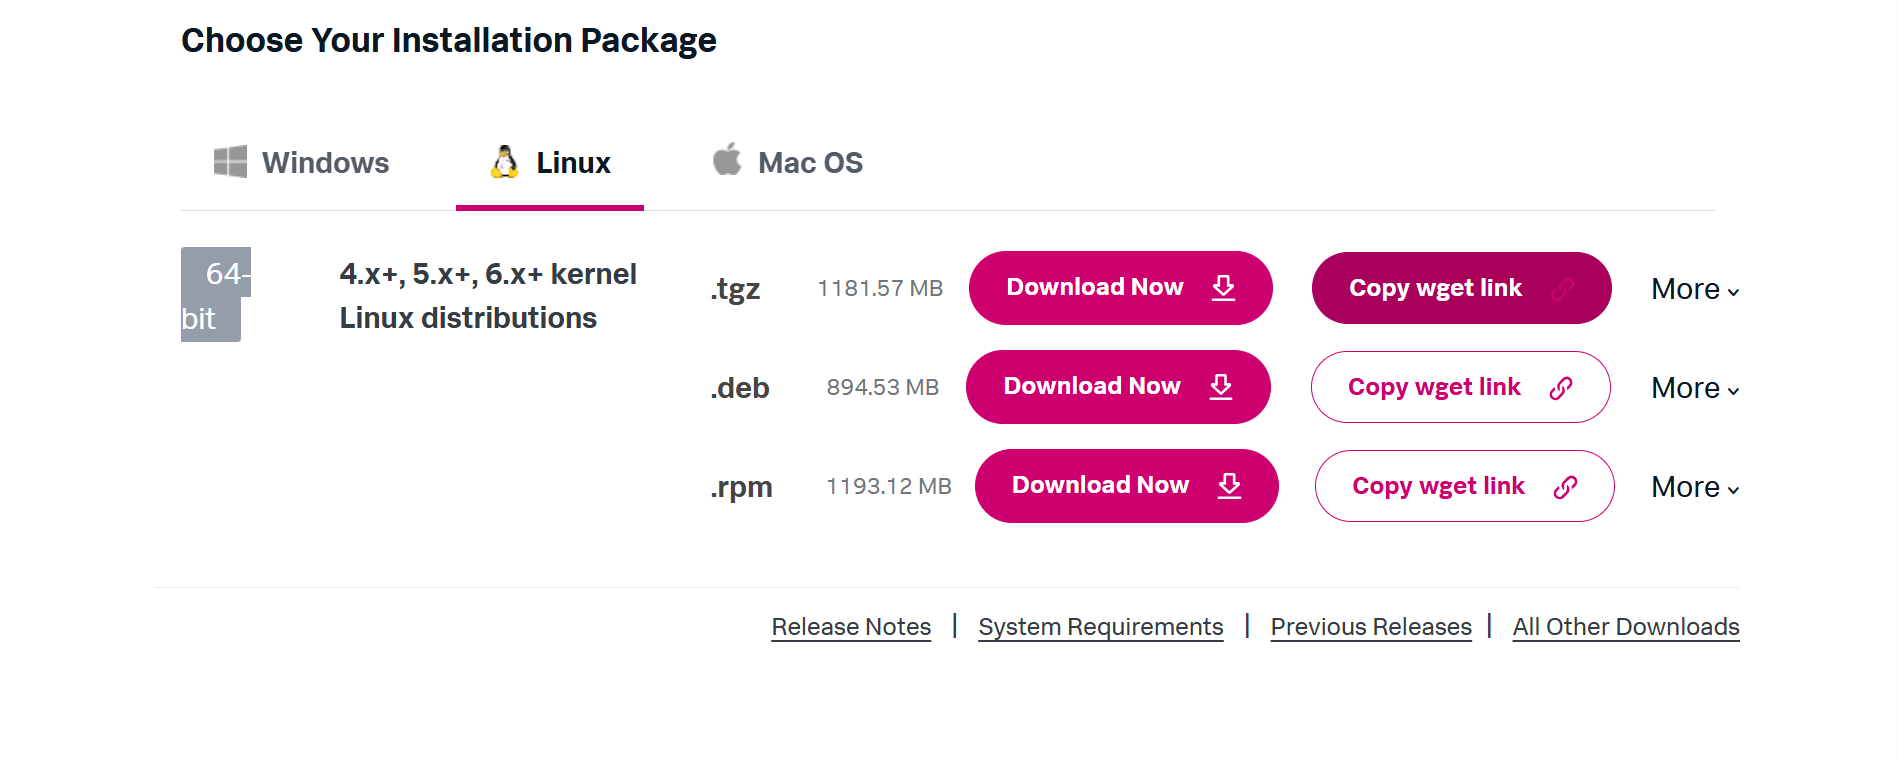 Choose Your Installation Package
Windows
Linux
Mac OS
64-
bit
4.x+, 5.x+, 6.x+ kernel
Linux distributions
.tgz 1181.57 MB Download Now Copy wget link More
.deb 894.53 MB Download Now Copy wget link More
.rpm 1193.12 MB Download Now Copy wget link More
Release Notes | System Requirements | Previous Releases | All Other Downloads